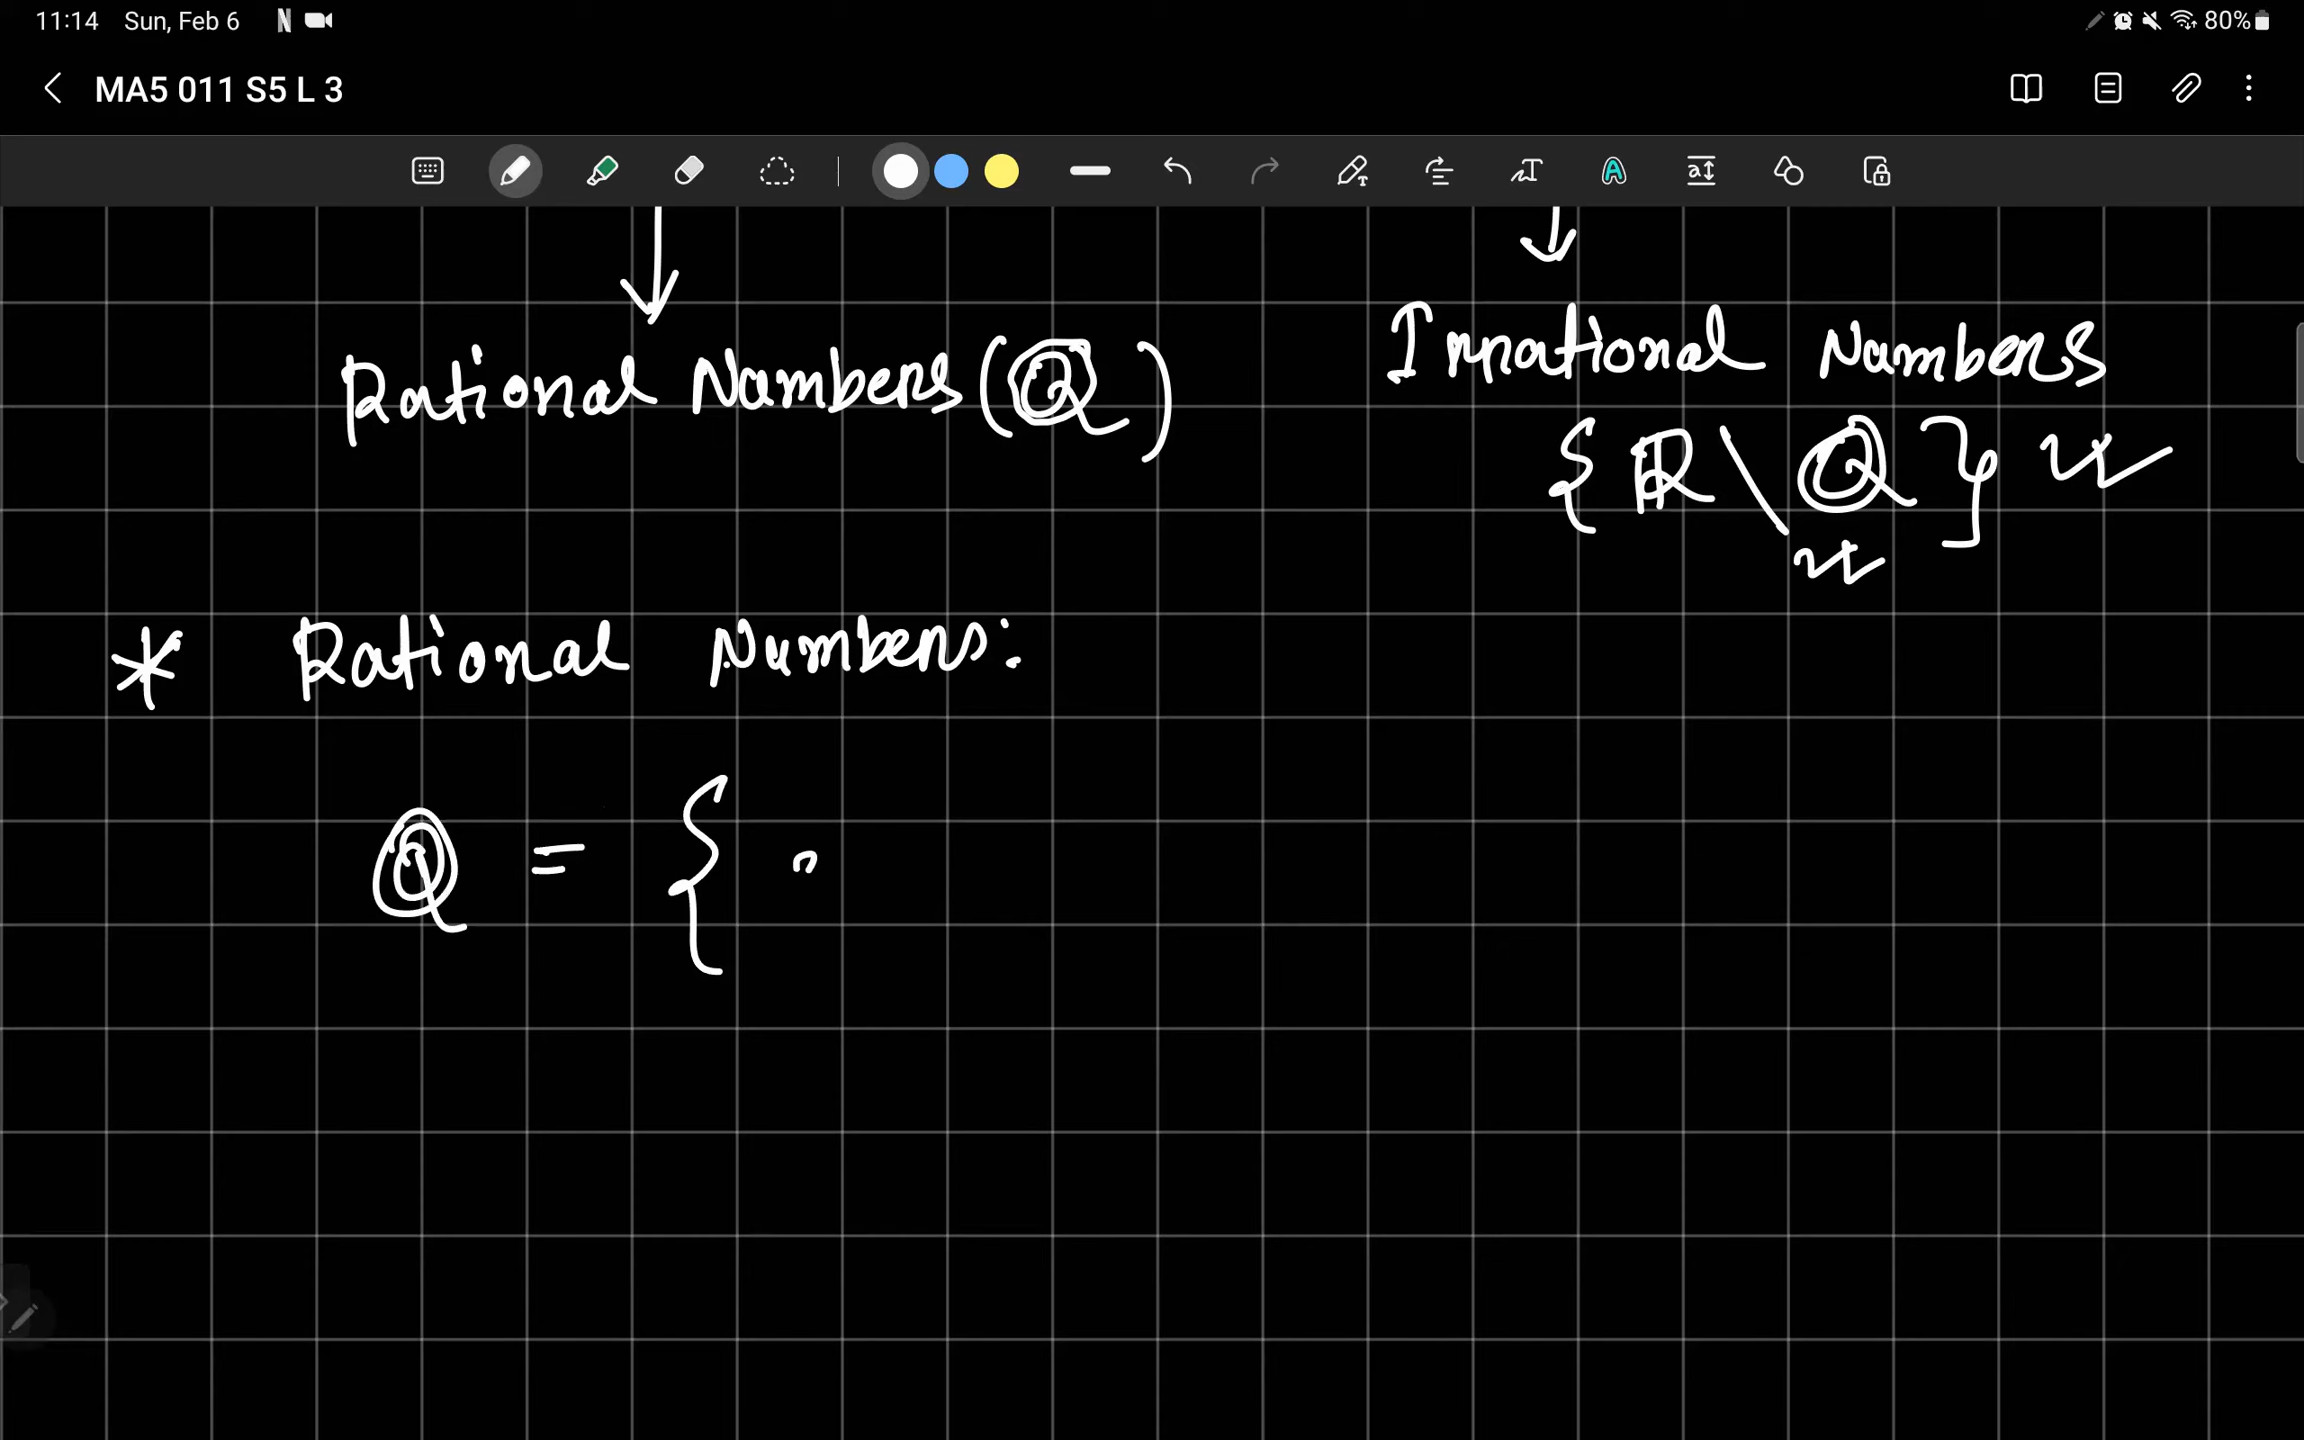 11:14 Sun, Feb 6 80%
MA5 011 S5 L 3
Rational Numbers (ℚ)
Irrational Numbers
{ℝ\ℚ}
* Rational Numbers:
ℚ = {